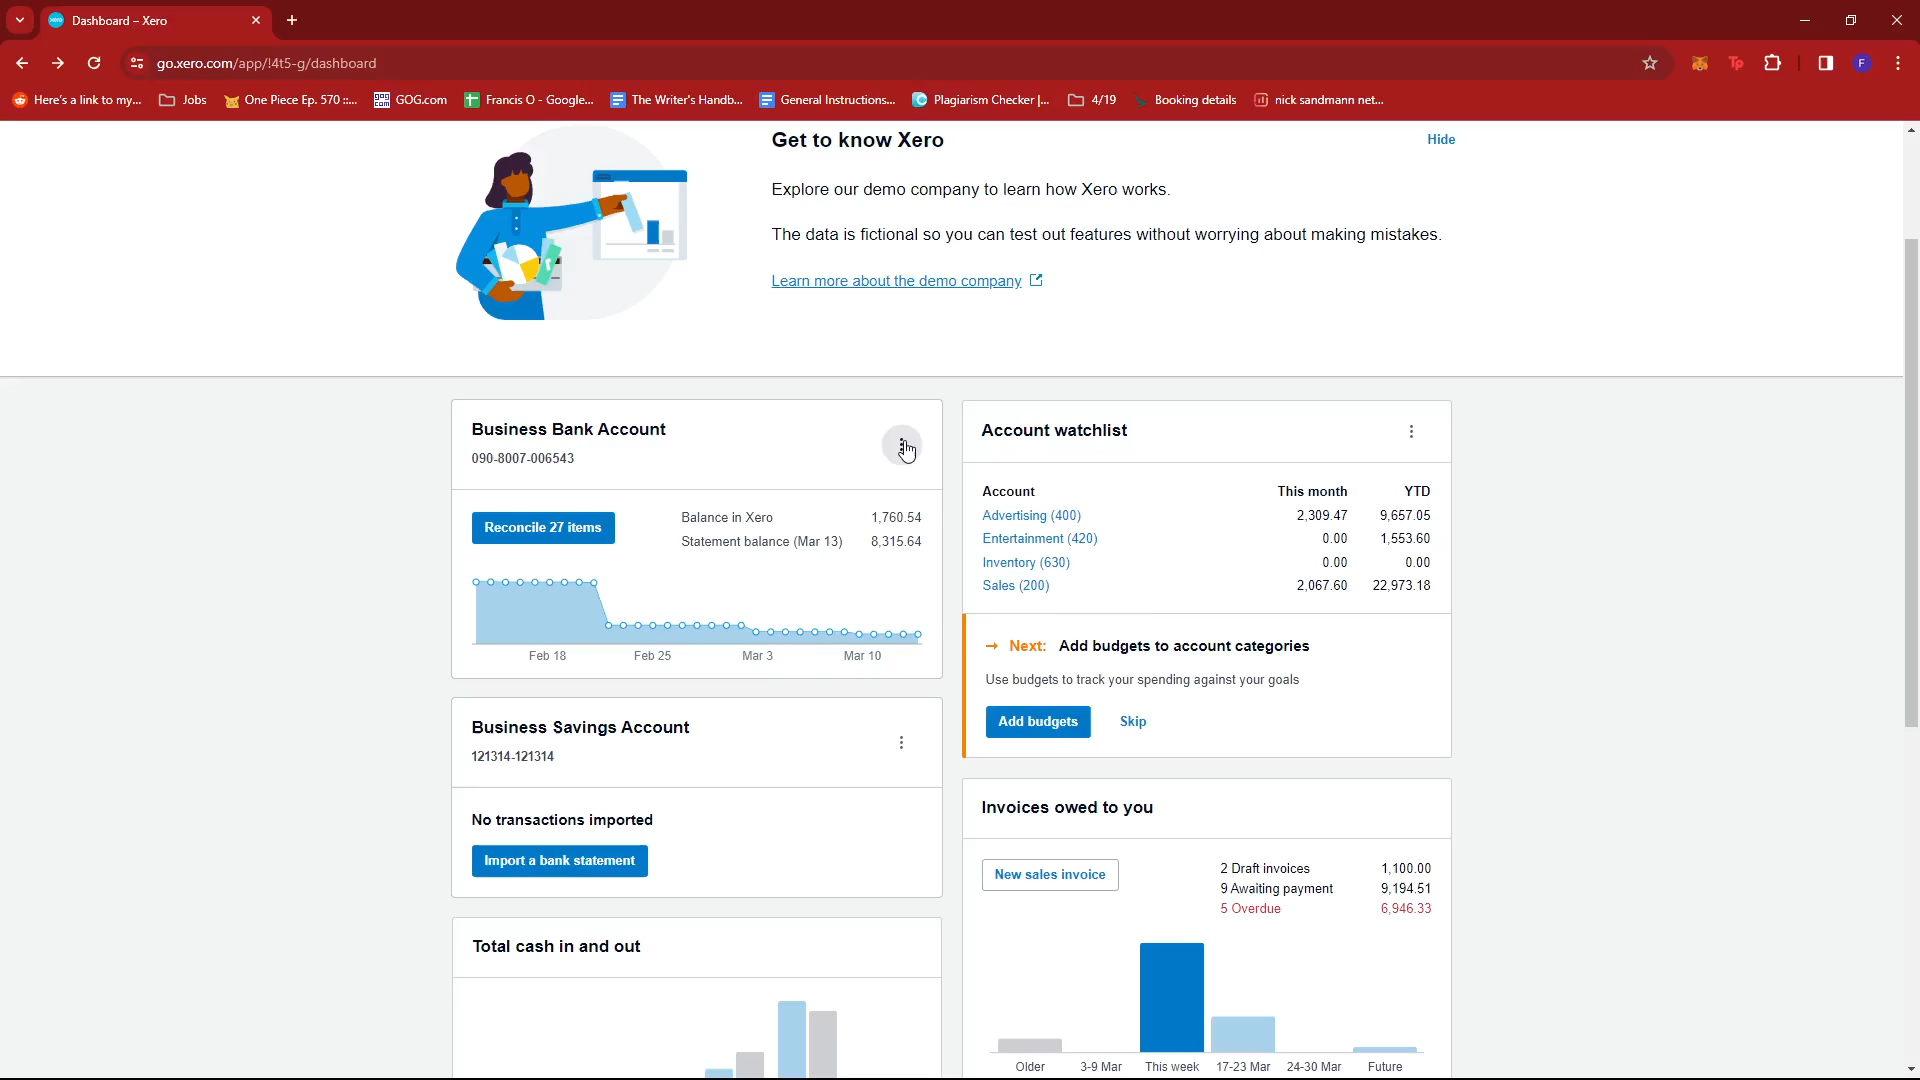 Dashboard – Xero
go.xero.com/app/!4t5-g/dashboard
Here's a link to my...
Jobs
One Piece Ep. 570 ::...
GOG.com
Francis O - Google...
The Writer's Handb...
General Instructions...
Plagiarism Checker |...
4/19
Booking details
nick sandmann net...
Tp
F
Get to know Xero
Hide
Explore our demo company to learn how Xero works.
The data is fictional so you can test out features without worrying about making mistakes.
Learn more about the demo company
Business Bank Account
090-8007-006543
Reconcile 27 items
Balance in Xero 1,760.54
Statement balance (Mar 13) 8,315.64
Feb 18 Feb 25 Mar 3 Mar 10
Business Savings Account
121314-121314
No transactions imported
Import a bank statement
Total cash in and out
Account watchlist
Account This month YTD
Advertising (400) 2,309.47 9,657.05
Entertainment (420) 0.00 1,553.60
Inventory (630) 0.00 0.00
Sales (200) 2,067.60 22,973.18
→ Next: Add budgets to account categories
Use budgets to track your spending against your goals
Add budgets Skip
Invoices owed to you
New sales invoice
2 Draft invoices 1,100.00
9 Awaiting payment 9,194.51
5 Overdue 6,946.33
Older 3-9 Mar This week 17-23 Mar 24-30 Mar Future